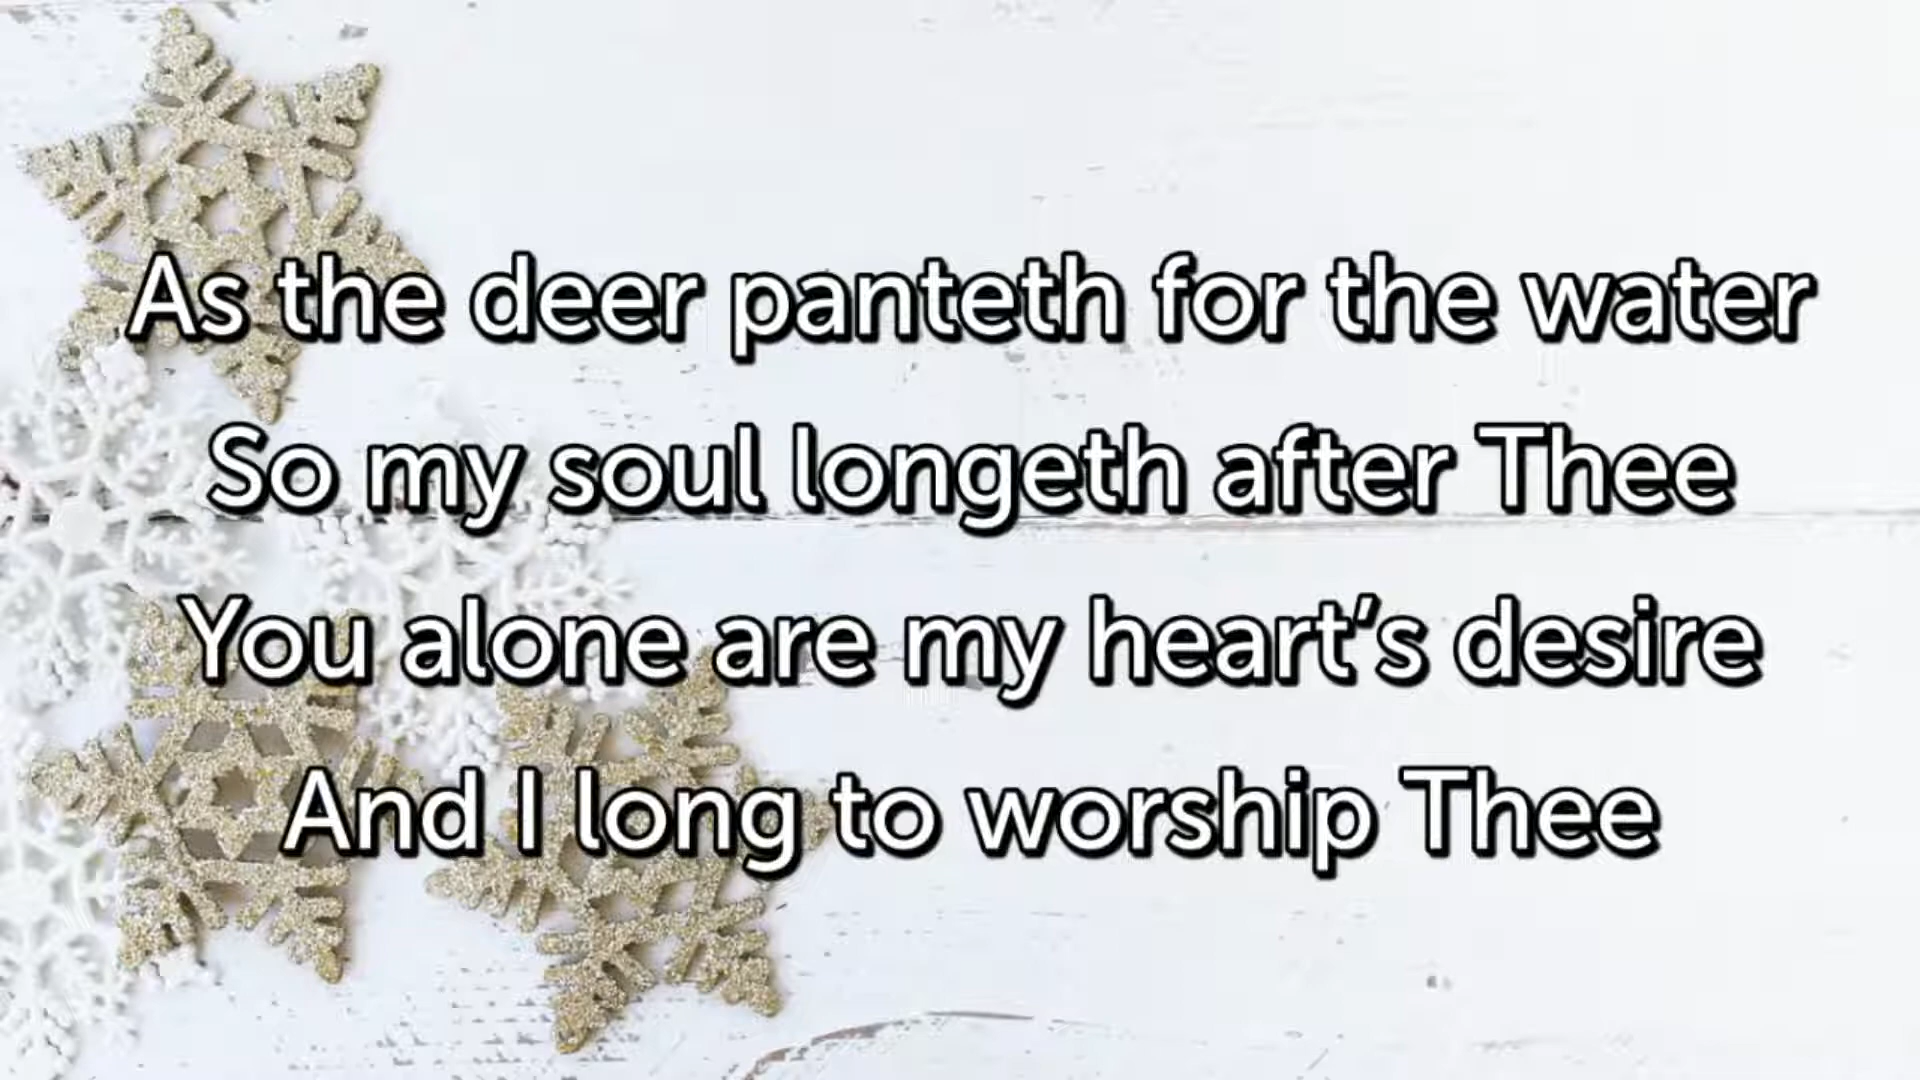 As the deer panteth for the water
So my soul longeth after Thee
You alone are my heart’s desire
And I long to worship Thee